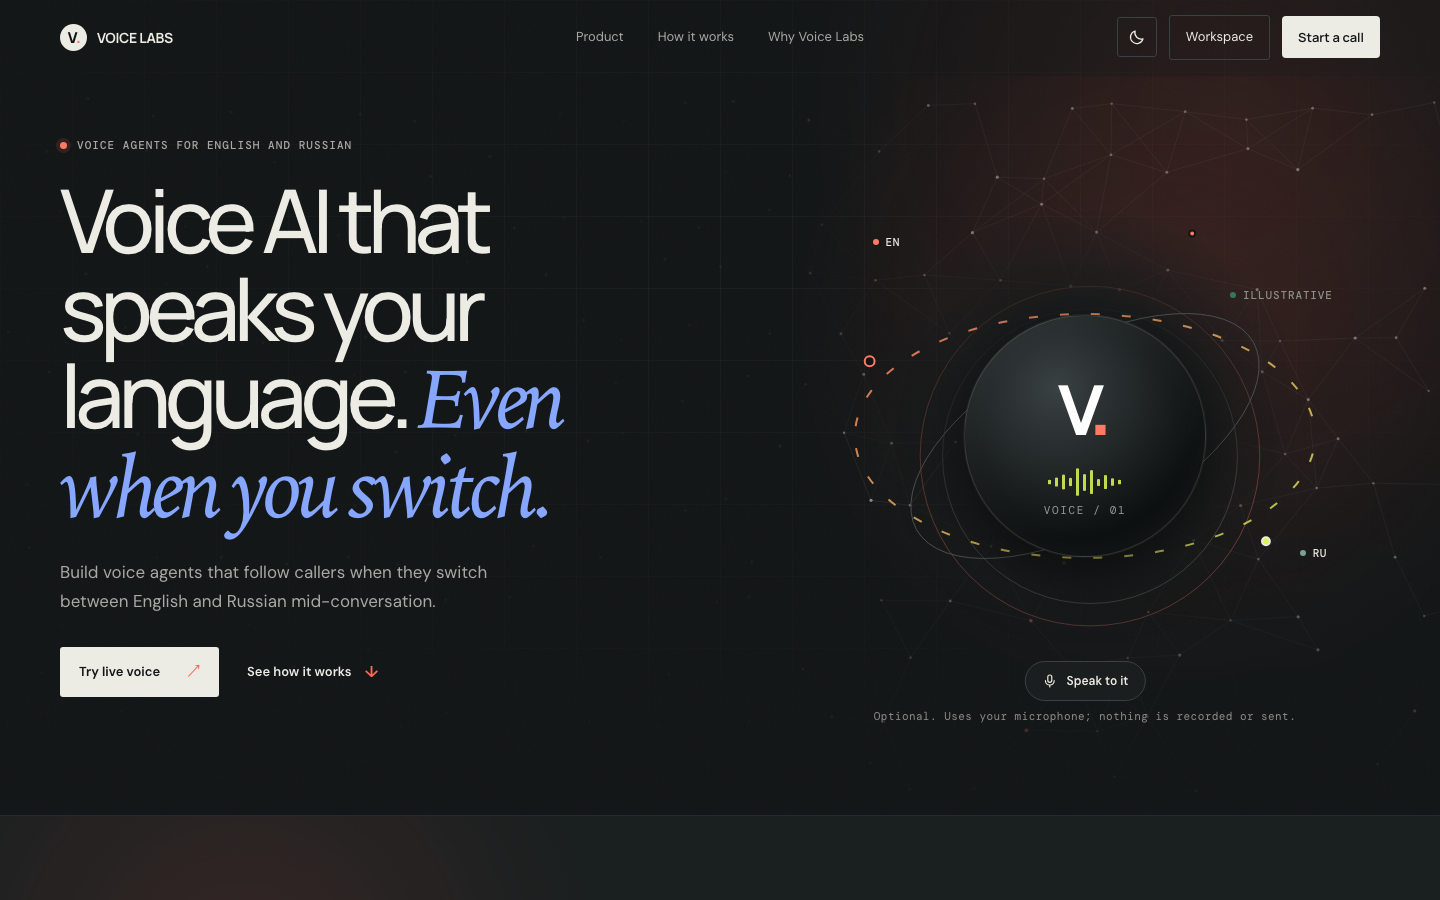 V. VOICE LABS
Product
How it works
Why Voice Labs
Workspace
Start a call
VOICE AGENTS FOR ENGLISH AND RUSSIAN
Voice AI that
speaks your
language. Even
when you switch.
Build voice agents that follow callers when they switch
between English and Russian mid-conversation.
Try live voice
See how it works
EN
ILLUSTRATIVE
V.
VOICE / 01
RU
Speak to it
Optional. Uses your microphone; nothing is recorded or sent.